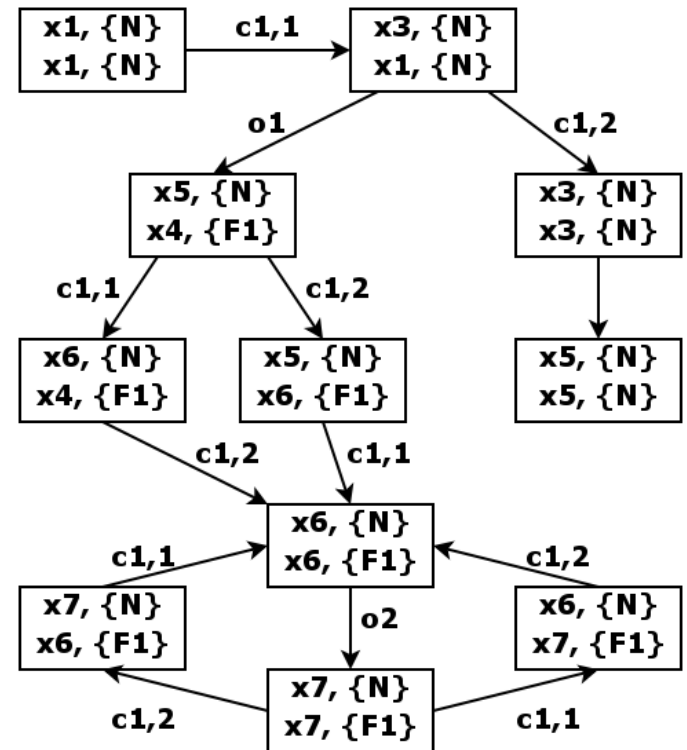 x1, {N}
x1, {N}
c1,1
x3, {N}
x1, {N}
o1
c1,2
x5, {N}
x4, {F1}
x3, {N}
x3, {N}
c1,1
c1,2
x6, {N}
x4, {F1}
x5, {N}
x6, {F1}
x5, {N}
x5, {N}
c1,2
c1,1
x6, {N}
x6, {F1}
c1,1
c1,2
x7, {N}
x6, {F1}
o2
x6, {N}
x7, {F1}
x7, {N}
x7, {F1}
c1,2
c1,1